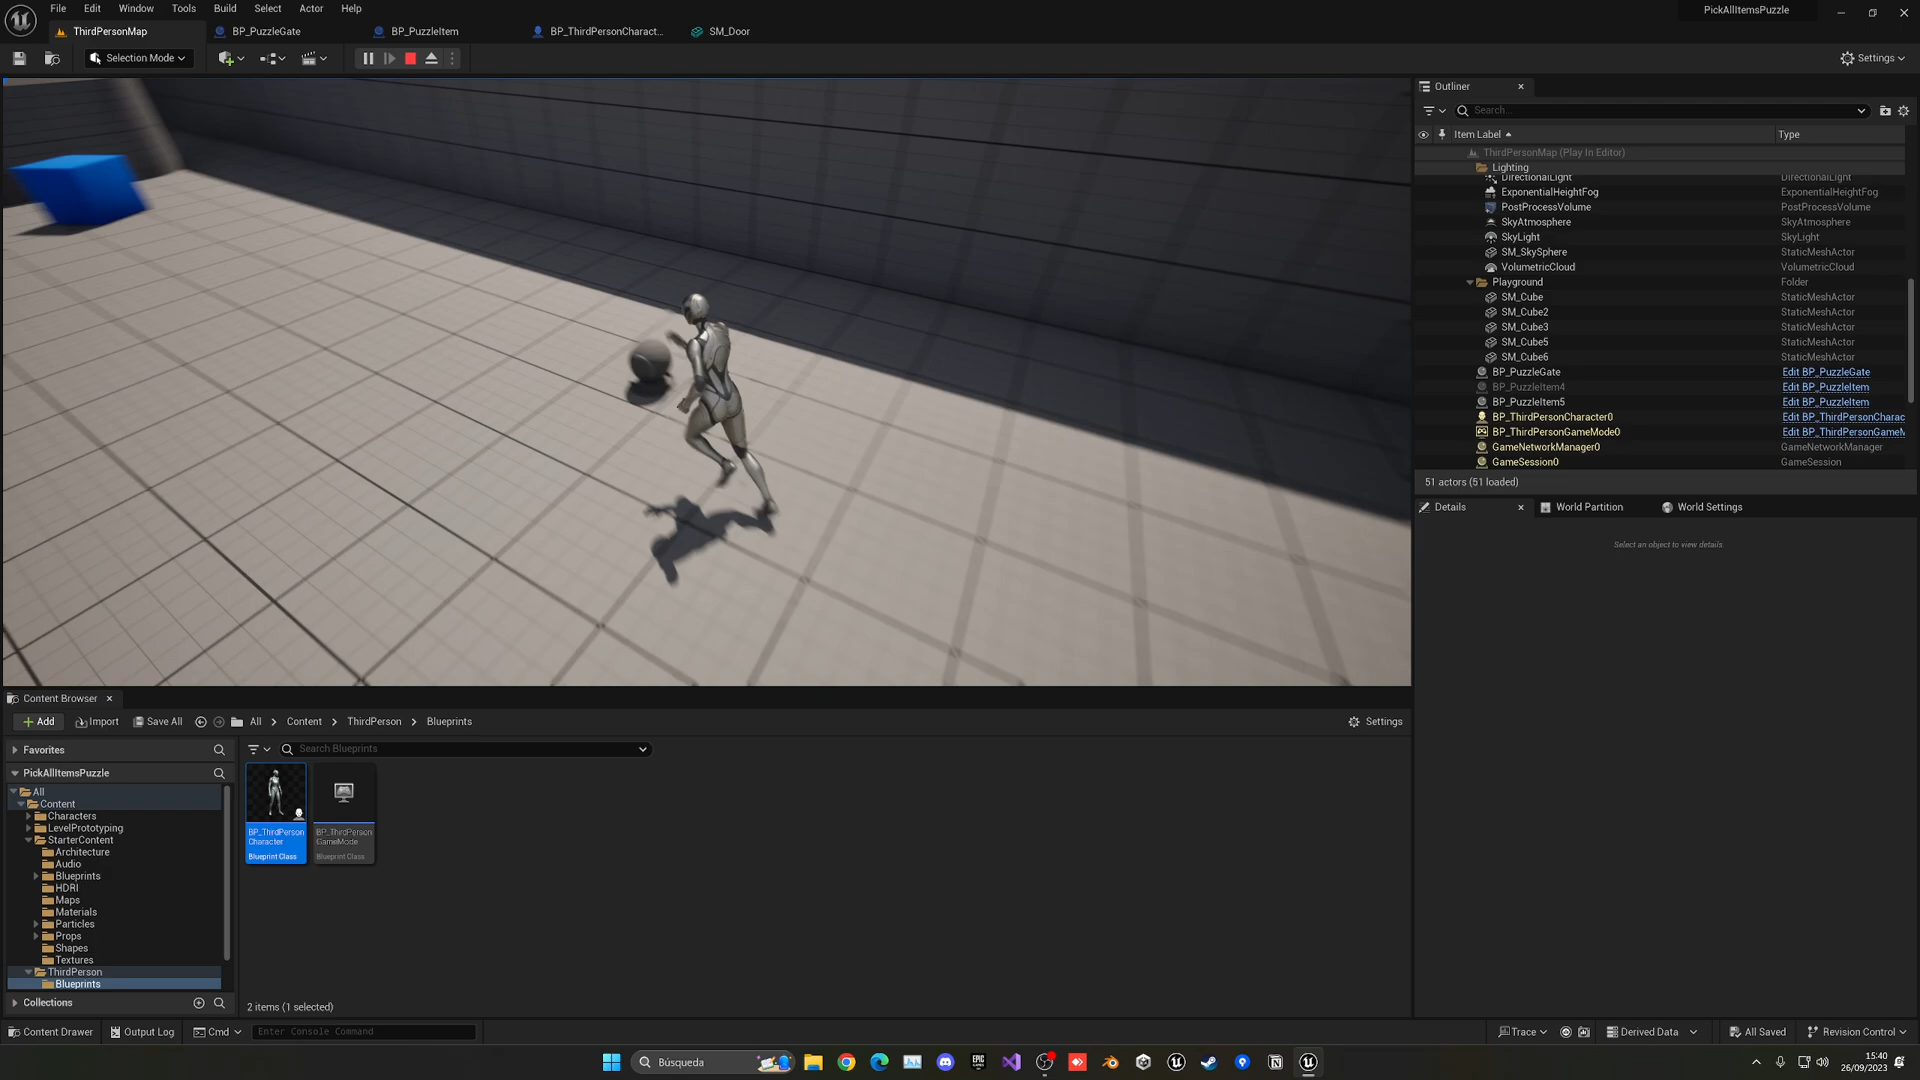 File Edit Window Tools Build Select Actor Help
PickAllItemsPuzzle
ThirdPersonMap
BP_PuzzleGate
BP_PuzzleItem
BP_ThirdPersonCharact...
SM_Door
Selection Mode
Settings
Outliner
Search...
Item Label
Type
ThirdPersonMap (Play In Editor)
Lighting
DirectionalLight DirectionalLight
ExponentialHeightFog ExponentialHeightFog
PostProcessVolume PostProcessVolume
SkyAtmosphere SkyAtmosphere
SkyLight SkyLight
SM_SkySphere StaticMeshActor
VolumetricCloud VolumetricCloud
Playground Folder
SM_Cube StaticMeshActor
SM_Cube2 StaticMeshActor
SM_Cube3 StaticMeshActor
SM_Cube5 StaticMeshActor
SM_Cube6 StaticMeshActor
BP_PuzzleGate Edit BP_PuzzleGate
BP_PuzzleItem4 Edit BP_PuzzleItem
BP_PuzzleItem5 Edit BP_PuzzleItem
BP_ThirdPersonCharacter0 Edit BP_ThirdPersonCharac
BP_ThirdPersonGameMode0 Edit BP_ThirdPersonGameM
GameNetworkManager0 GameNetworkManager
GameSession0 GameSession
51 actors (51 loaded)
Details
World Partition
World Settings
Select an object to view details
Content Browser
Add
Import
Save All
All > Content > ThirdPerson > Blueprints
Settings
Favorites
Search Blueprints
PickAllItemsPuzzle
All
Content
Characters
LevelPrototyping
StarterContent
Architecture
Audio
Blueprints
HDRI
Maps
Materials
Particles
Props
Shapes
Textures
ThirdPerson
Blueprints
Collections
BP_ThirdPerson
Character
Blueprint Class
BP_ThirdPerson
GameMode
Blueprint Class
2 items (1 selected)
Content Drawer
Output Log
Cmd
Enter Console Command
Trace
Derived Data
All Saved
Revision Control
Búsqueda
EPIC
15:40
26/09/2023